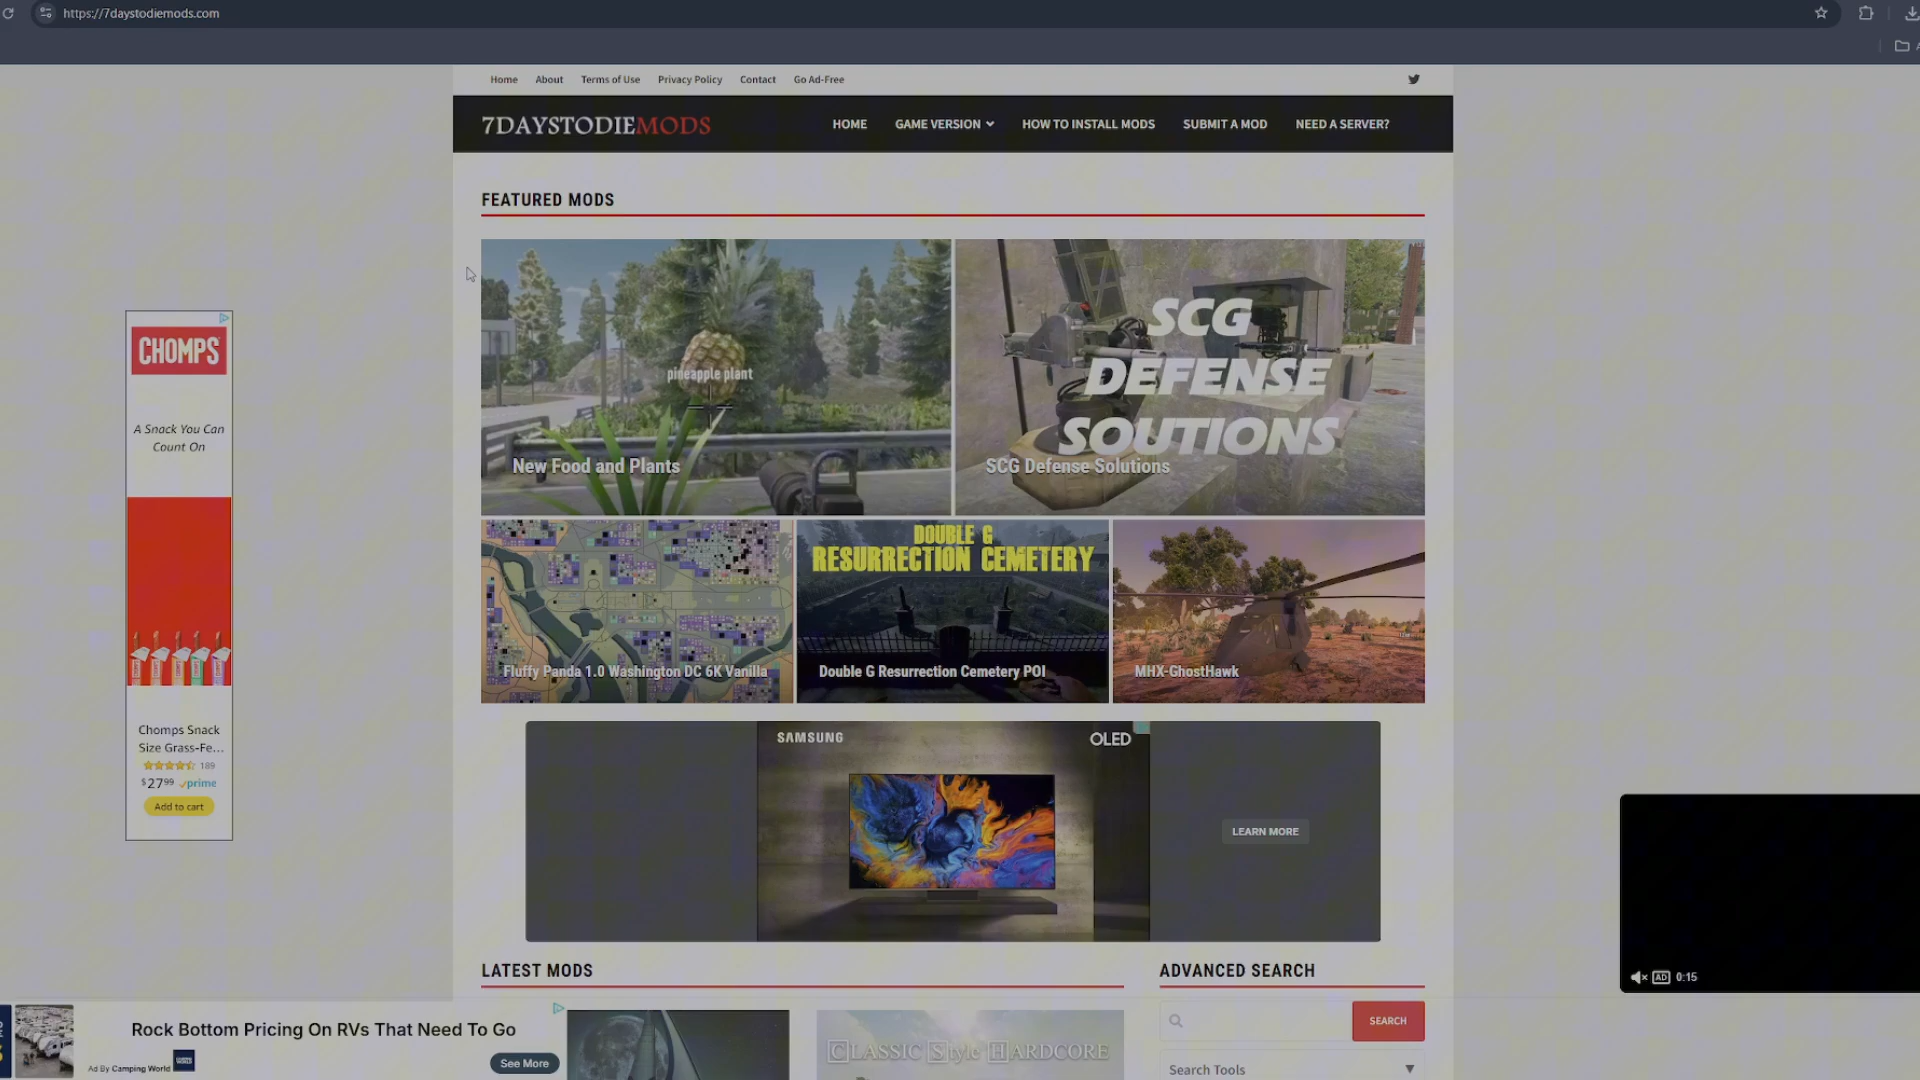 https://7daystodiemods.com
Home About Terms of Use Privacy Policy Contact Go Ad-Free
7DAYSTODIEMODS
HOME GAME VERSION HOW TO INSTALL MODS SUBMIT A MOD NEED A SERVER?
FEATURED MODS
pineapple plant
New Food and Plants
SCG
DEFENSE
SOUTIONS
SCG Defense Solutions
CHOMPS
A Snack You Can
Count On
Chomps Snack
Size Grass-Fe...
189
$2799 prime
Add to cart
Fluffy Panda 1.0 Washington DC 6K Vanilla
DOUBLE G
RESURRECTION CEMETERY
Double G Resurrection Cemetery POI
MHX-GhostHawk
SAMSUNG
OLED
LEARN MORE
AD 0:15
LATEST MODS
ADVANCED SEARCH
SEARCH
Search Tools
CLASSIC Style HARDCORE
Rock Bottom Pricing On RVs That Need To Go
Ad By Camping World
See More